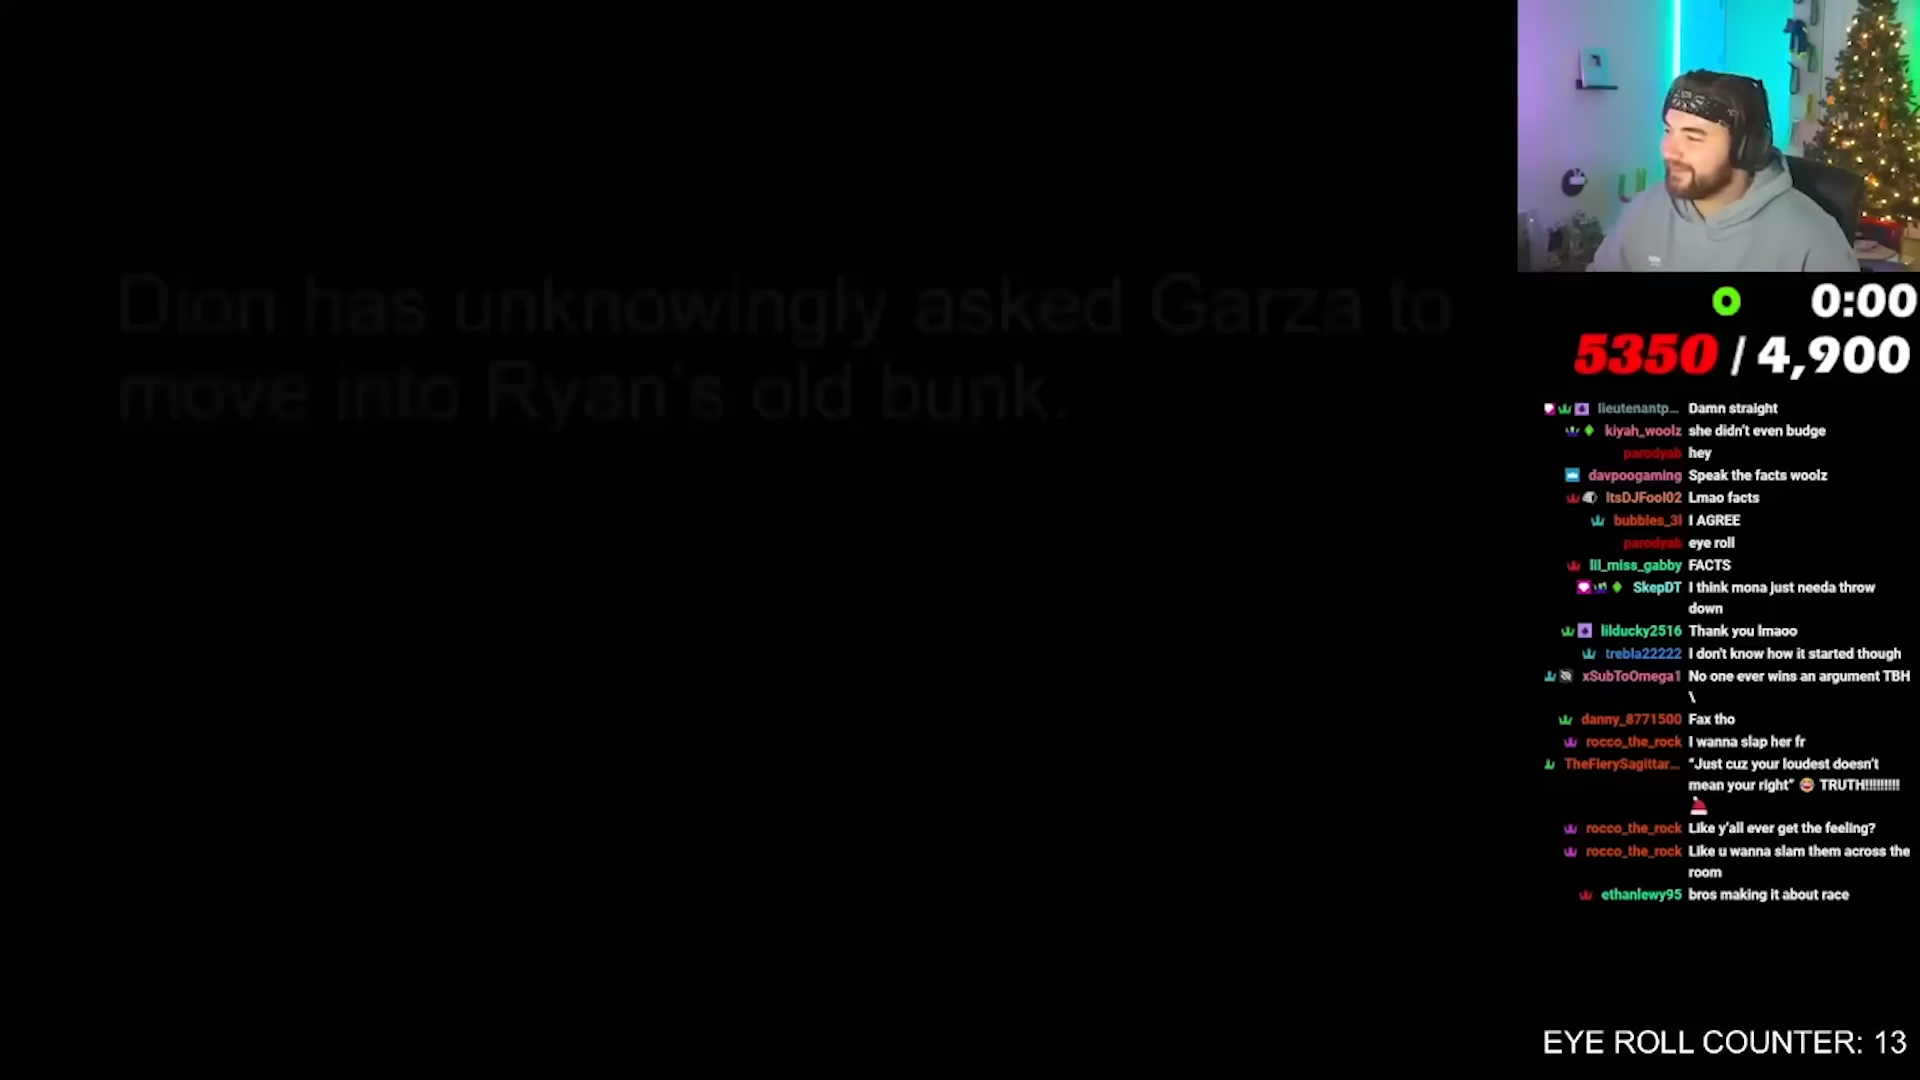 Dion has unknowingly asked Garza to
move into Ryan's old bunk.
0:00
5350 / 4,900
lieutenantp... Damn straight
kiyah_woolz she didn't even budge
parodyab hey
davpoogaming Speak the facts woolz
ItsDJFool02 Lmao facts
bubbles_3l I AGREE
parodyab eye roll
lil_miss_gabby FACTS
SkepDT I think mona just needa throw
down
lilducky2516 Thank you lmaoo
trebla22222 I don't know how it started though
xSubToOmega1 No one ever wins an argument TBH
\
danny_8771500 Fax tho
rocco_the_rock I wanna slap her fr
TheFierySagittar... “Just cuz your loudest doesn't
mean your right” 😂 TRUTH!!!!!!!!!
rocco_the_rock Like y'all ever get the feeling?
rocco_the_rock Like u wanna slam them across the
room
ethanlewy95 bros making it about race
EYE ROLL COUNTER: 13